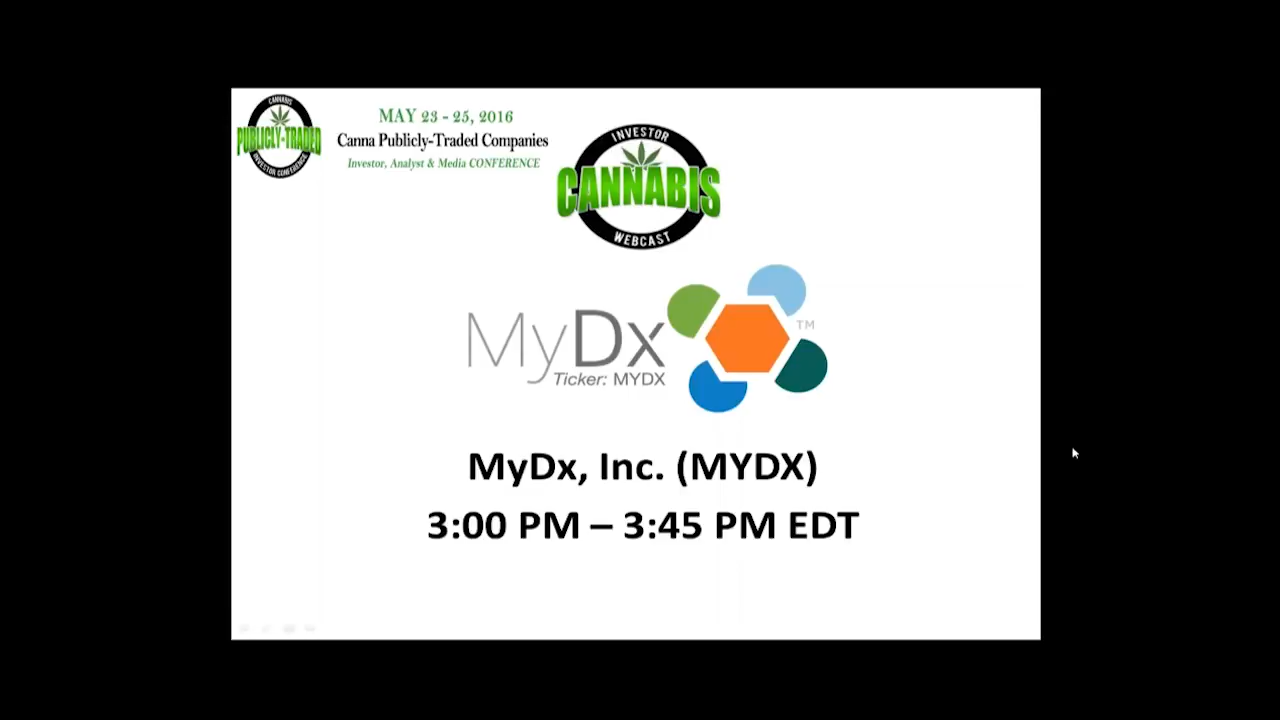 CANNABIS
PUBLICLY-TRADED
INVESTOR CONFERENCE
MAY 23 - 25, 2016
Canna Publicly-Traded Companies
Investor, Analyst & Media CONFERENCE
INVESTOR
CANNABIS
WEBCAST
MyDx
TM
Ticker: MYDX
MyDx, Inc. (MYDX)
3:00 PM – 3:45 PM EDT